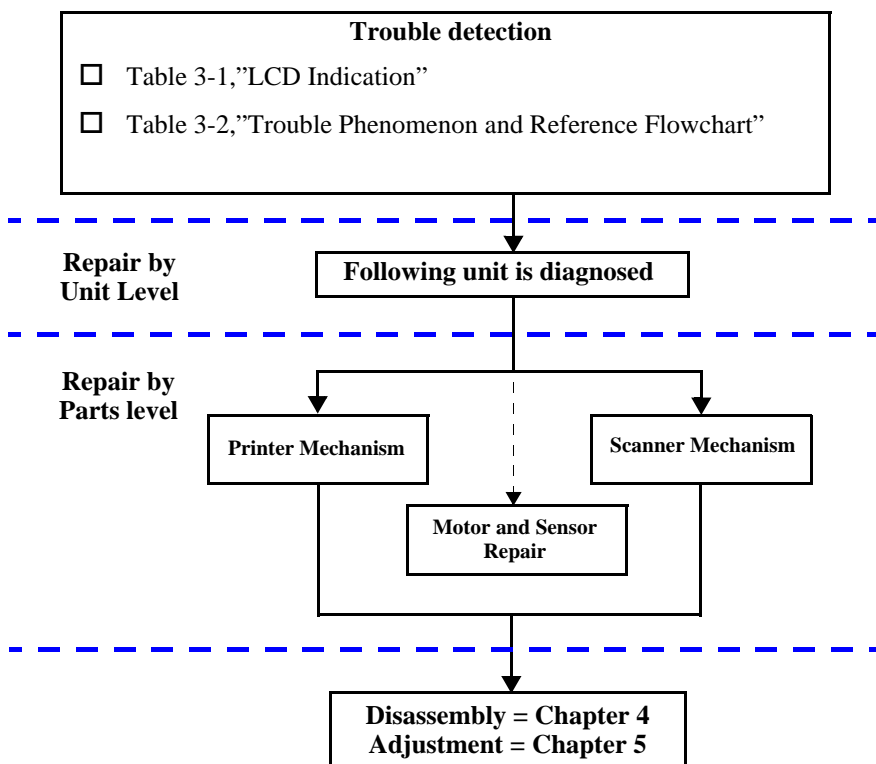 Trouble detection
Table 3-1,”LCD Indication”
Table 3-2,”Trouble Phenomenon and Reference Flowchart”
Repair by
Unit Level
Following unit is diagnosed
Repair by
Parts level
Printer Mechanism
Scanner Mechanism
Motor and Sensor
Repair
Disassembly = Chapter 4
Adjustment = Chapter 5